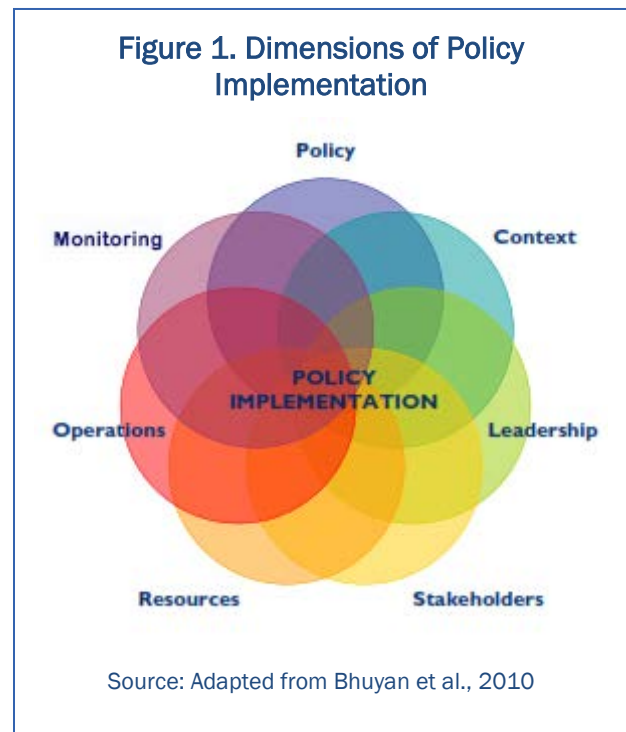 Figure 1. Dimensions of Policy
Implementation
Policy
Monitoring
Context
POLICY
IMPLEMENTATION
Operations
Leadership
Resources
Stakeholders
Source: Adapted from Bhuyan et al., 2010